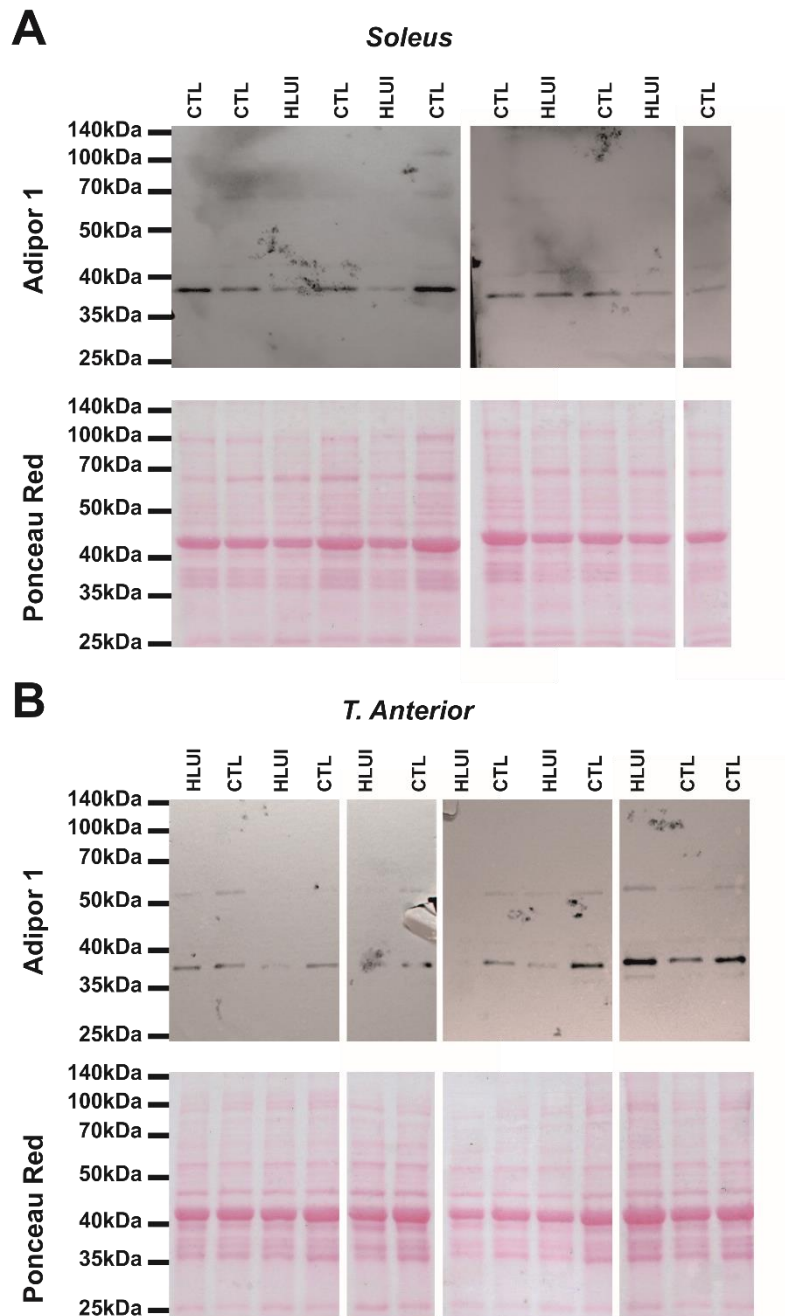 A
Soleus
CTL CTL HLUI CTL HLUI CTL CTL HLUI CTL HLUI CTL
Adipor 1
140kDa
100kDa
70kDa
50kDa
40kDa
35kDa
25kDa
Ponceau Red
140kDa
100kDa
70kDa
50kDa
40kDa
35kDa
25kDa
B
T. Anterior
HLUI CTL HLUI CTL HLUI CTL HLUI CTL HLUI CTL HLUI CTL CTL
Adipor 1
140kDa
100kDa
70kDa
50kDa
40kDa
35kDa
25kDa
Ponceau Red
140kDa
100kDa
70kDa
50kDa
40kDa
35kDa
25kDa